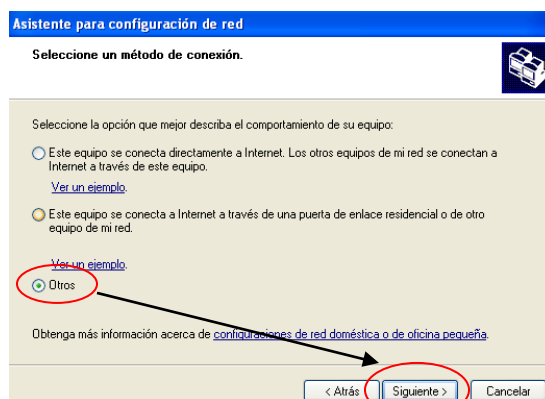 Asistente para configuración de red
Seleccione un método de conexión.
Seleccione la opción que mejor describa el comportamiento de su equipo:
Este equipo se conecta directamente a Internet. Los otros equipos de mi red se conectan a
Internet a través de este equipo.
Ver un ejemplo.
Este equipo se conecta a Internet a través de una puerta de enlace residencial o de otro
equipo de mi red.
Ver un ejemplo.
Otros
Obtenga más información acerca de configuraciones de red doméstica o de oficina pequeña.
< Atrás Siguiente > Cancelar